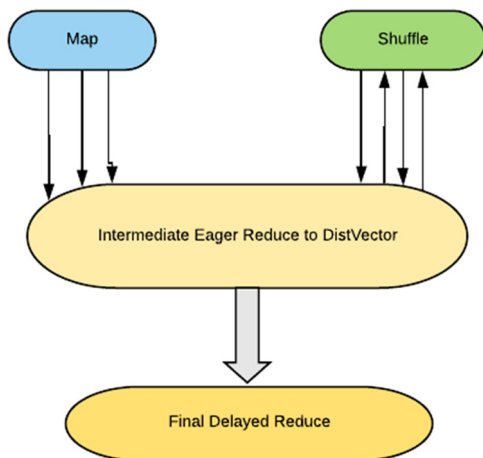 Map
Shuffle
Intermediate Eager Reduce to DistVector
Final Delayed Reduce